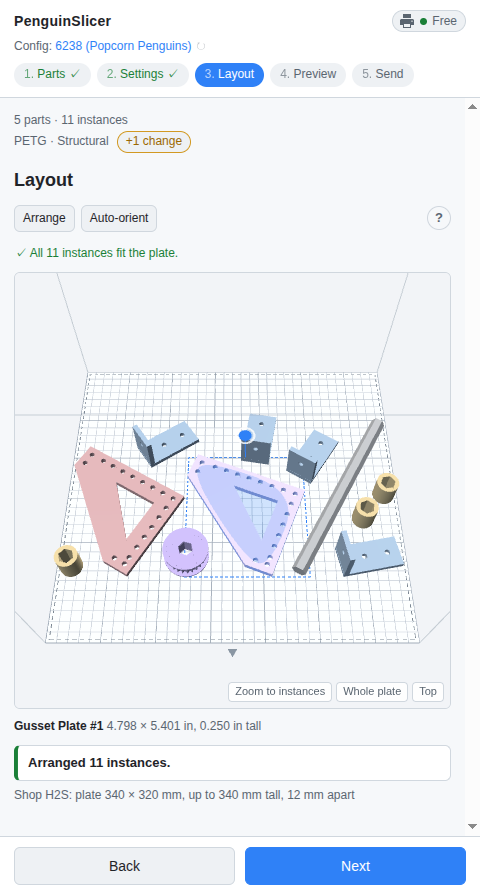 PenguinSlicer
Free
Config: 6238 (Popcorn Penguins)
1. Parts ✓
2. Settings ✓
3. Layout
4. Preview
5. Send
5 parts · 11 instances
PETG · Structural
+1 change
Layout
Arrange
Auto-orient
?
✓ All 11 instances fit the plate.
Zoom to instances
Whole plate
Top
Gusset Plate #1 4.798 × 5.401 in, 0.250 in tall
Arranged 11 instances.
Shop H2S: plate 340 × 320 mm, up to 340 mm tall, 12 mm apart
Back
Next